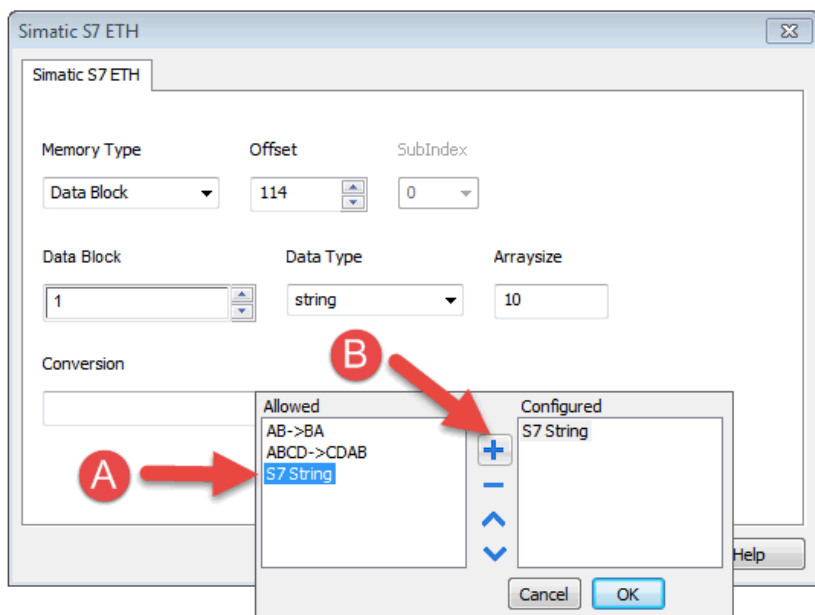 Simatic S7 ETH
Simatic S7 ETH
Memory Type Offset SubIndex
Data Block 114 0
Data Block Data Type Arraysize
1 string 10
Conversion
B
Allowed Configured
AB->BA S7 String
ABCD->CDAB
S7 String
A
Help
Cancel OK